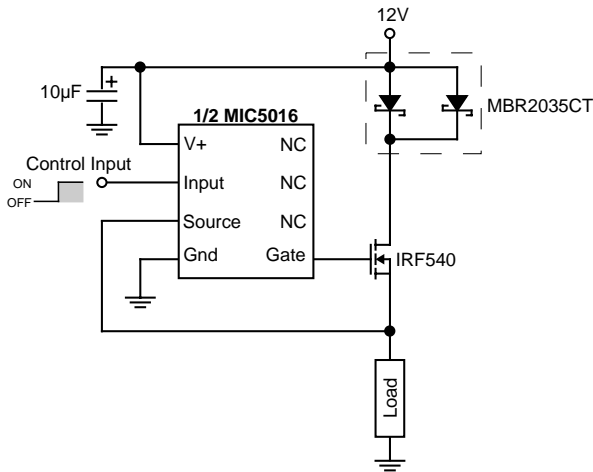 12V
10µF
+
1/2 MIC5016
MBR2035CT
V+ NC
Control Input
ON
OFF
Input NC
Source NC
Gnd Gate
IRF540
Load